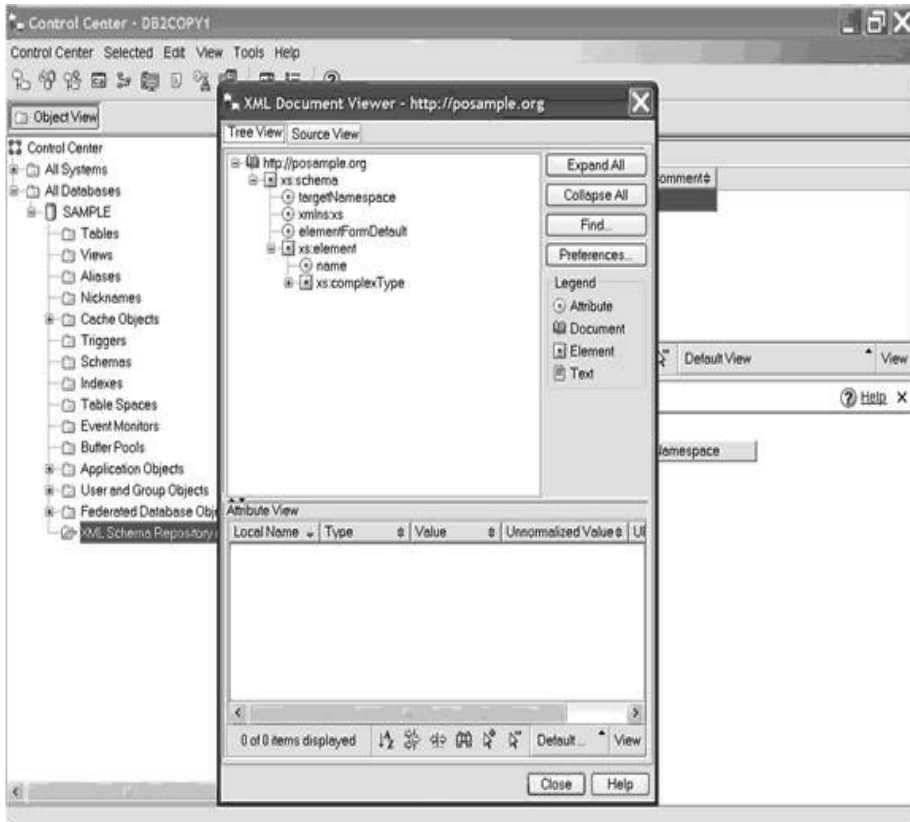 Control Center - DB2COPY1
Control Center Selected Edit View Tools Help
Object View
Control Center
All Systems
All Databases
SAMPLE
Tables
Views
Aliases
Nicknames
Cache Objects
Triggers
Schemas
Indexes
Table Spaces
Event Monitors
Buffer Pools
Application Objects
User and Group Objects
Federated Database Obj
XML Schema Repository
XML Document Viewer - http://posample.org
Tree View Source View
http://posample.org
xs:schema
targetNamespace
xmlns:xs
elementFormDefault
xs:element
name
xs:complexType
Expand All
Collapse All
Find...
Preferences...
Legend
Attribute
Document
Element
Text
Attribute View
Local Name Type Value Unnormalized Value UI
0 of 0 items displayed Default... View
Close Help
omment
Default View View
Help X
lamespace